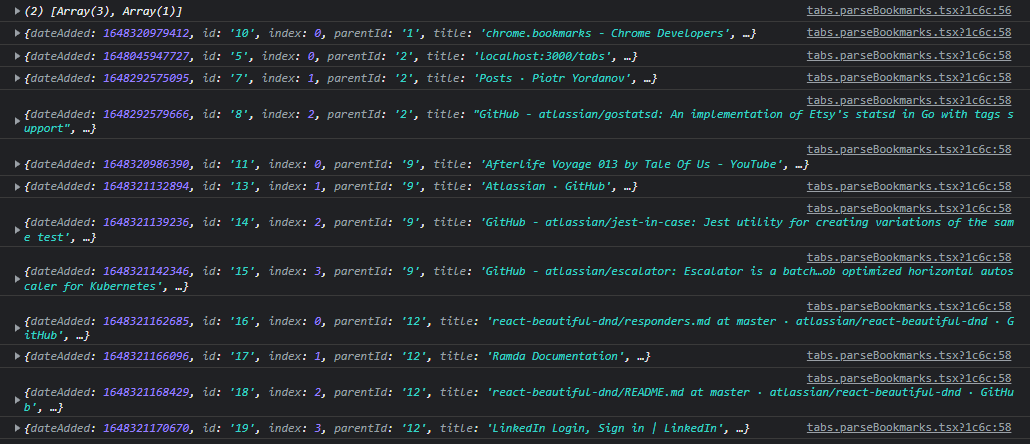 (2) [Array(3), Array(1)] tabs.parseBookmarks.tsx?1c6c:56
{dateAdded: 1648320979412, id: '10', index: 0, parentId: '1', title: 'chrome.bookmarks - Chrome Developers', …} tabs.parseBookmarks.tsx?1c6c:58
{dateAdded: 1648045947727, id: '5', index: 0, parentId: '2', title: 'localhost:3000/tabs', …} tabs.parseBookmarks.tsx?1c6c:58
{dateAdded: 1648292575095, id: '7', index: 1, parentId: '2', title: 'Posts · Piotr Yordanov', …} tabs.parseBookmarks.tsx?1c6c:58
tabs.parseBookmarks.tsx?1c6c:58
{dateAdded: 1648292579666, id: '8', index: 2, parentId: '2', title: "GitHub - atlassian/gostatsd: An implementation of Etsy's statsd in Go with tags s
upport", …}
tabs.parseBookmarks.tsx?1c6c:58
{dateAdded: 1648320986390, id: '11', index: 0, parentId: '9', title: 'Afterlife Voyage 013 by Tale Of Us - YouTube', …}
{dateAdded: 1648321132894, id: '13', index: 1, parentId: '9', title: 'Atlassian · GitHub', …} tabs.parseBookmarks.tsx?1c6c:58
tabs.parseBookmarks.tsx?1c6c:58
{dateAdded: 1648321139236, id: '14', index: 2, parentId: '9', title: 'GitHub - atlassian/jest-in-case: Jest utility for creating variations of the sam
e test', …}
tabs.parseBookmarks.tsx?1c6c:58
{dateAdded: 1648321142346, id: '15', index: 3, parentId: '9', title: 'GitHub - atlassian/escalator: Escalator is a batch…ob optimized horizontal autos
caler for Kubernetes', …}
tabs.parseBookmarks.tsx?1c6c:58
{dateAdded: 1648321162685, id: '16', index: 0, parentId: '12', title: 'react-beautiful-dnd/responders.md at master · atlassian/react-beautiful-dnd · G
itHub', …}
{dateAdded: 1648321166096, id: '17', index: 1, parentId: '12', title: 'Ramda Documentation', …} tabs.parseBookmarks.tsx?1c6c:58
tabs.parseBookmarks.tsx?1c6c:58
{dateAdded: 1648321168429, id: '18', index: 2, parentId: '12', title: 'react-beautiful-dnd/README.md at master · atlassian/react-beautiful-dnd · GitHu
b', …}
{dateAdded: 1648321170670, id: '19', index: 3, parentId: '12', title: 'LinkedIn Login, Sign in | LinkedIn', …} tabs.parseBookmarks.tsx?1c6c:58